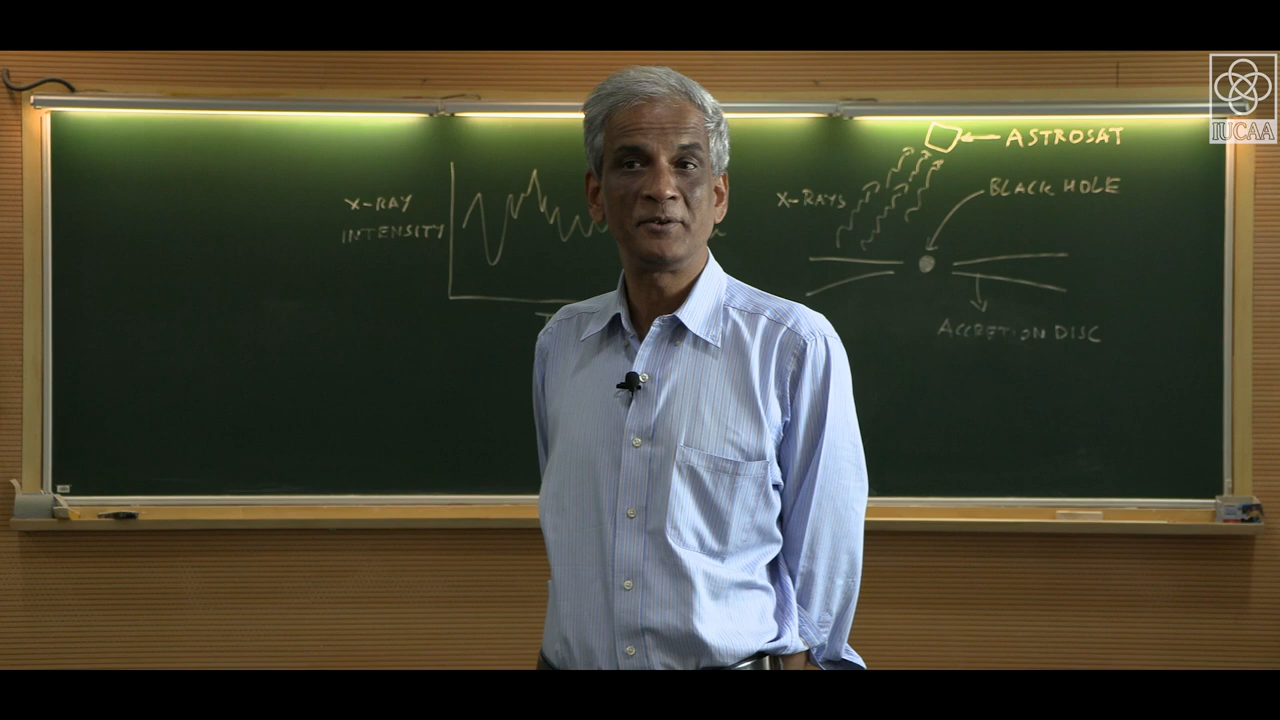 IUCAA
ASTROSAT
X-RAYS
BLACK HOLE
X-RAY
INTENSITY
ACCRETION DISC